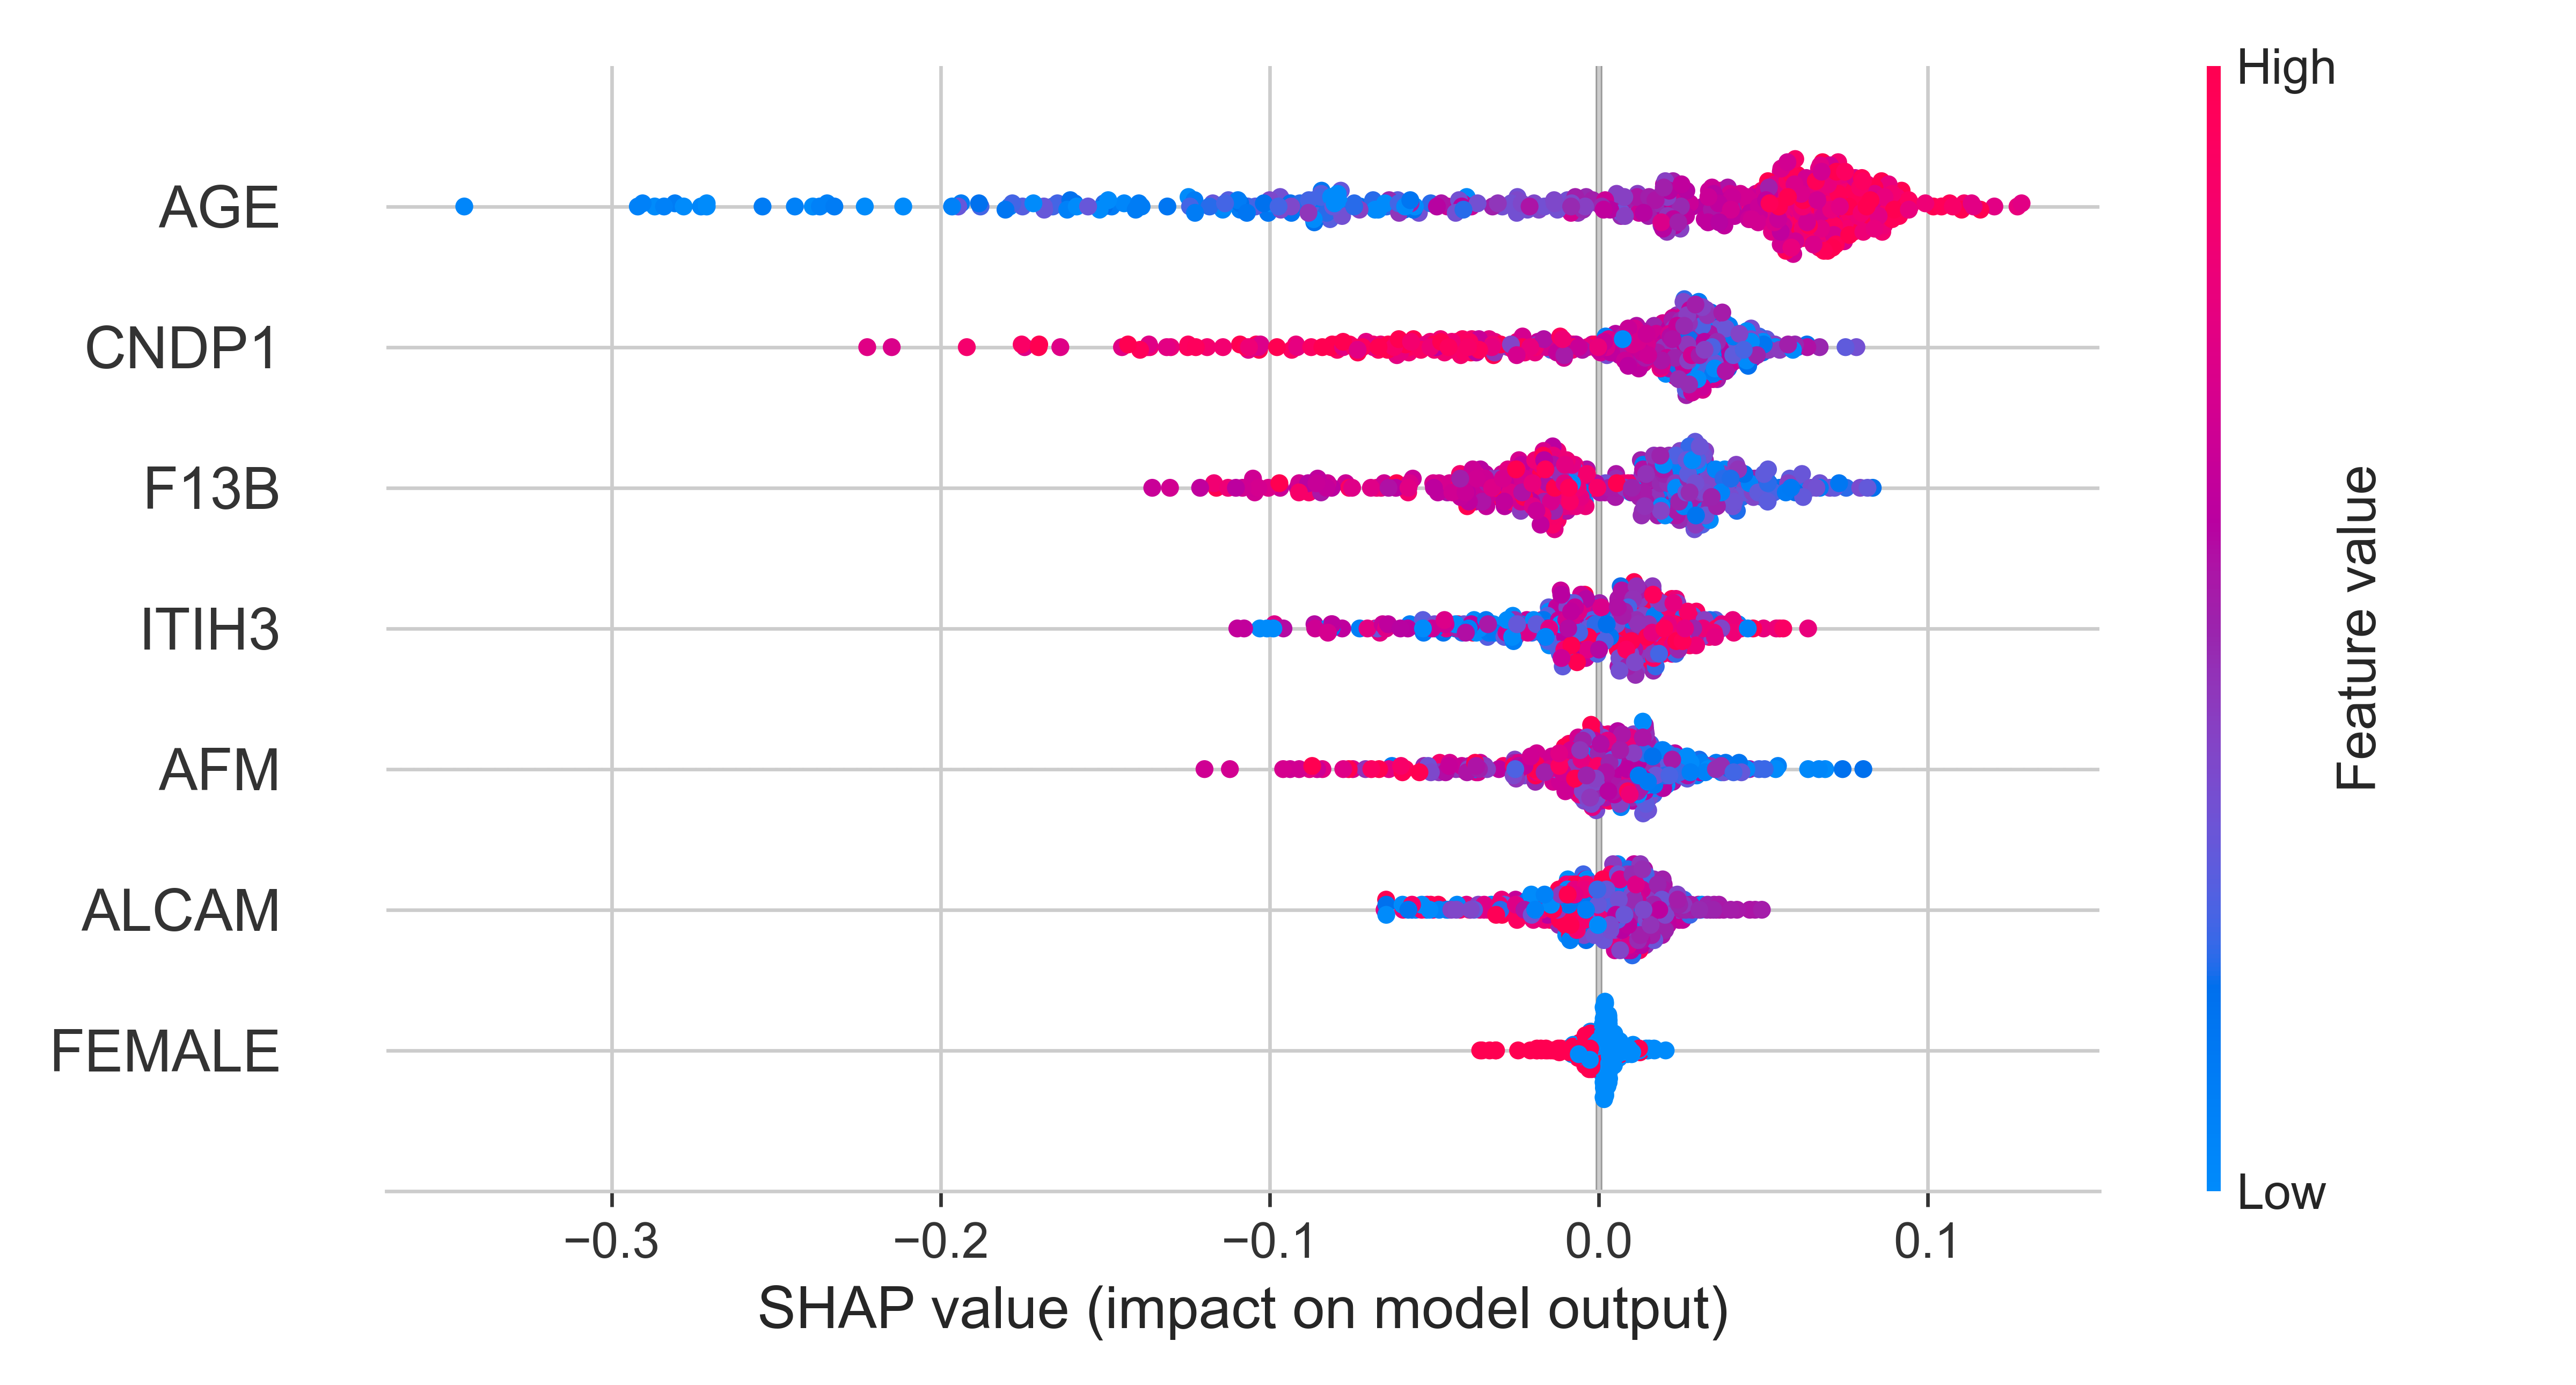 High
AGE
CNDP1
F13B
ITIH3
AFM
ALCAM
FEMALE
Feature value
Low
−0.3 −0.2 −0.1 0.0 0.1
SHAP value (impact on model output)